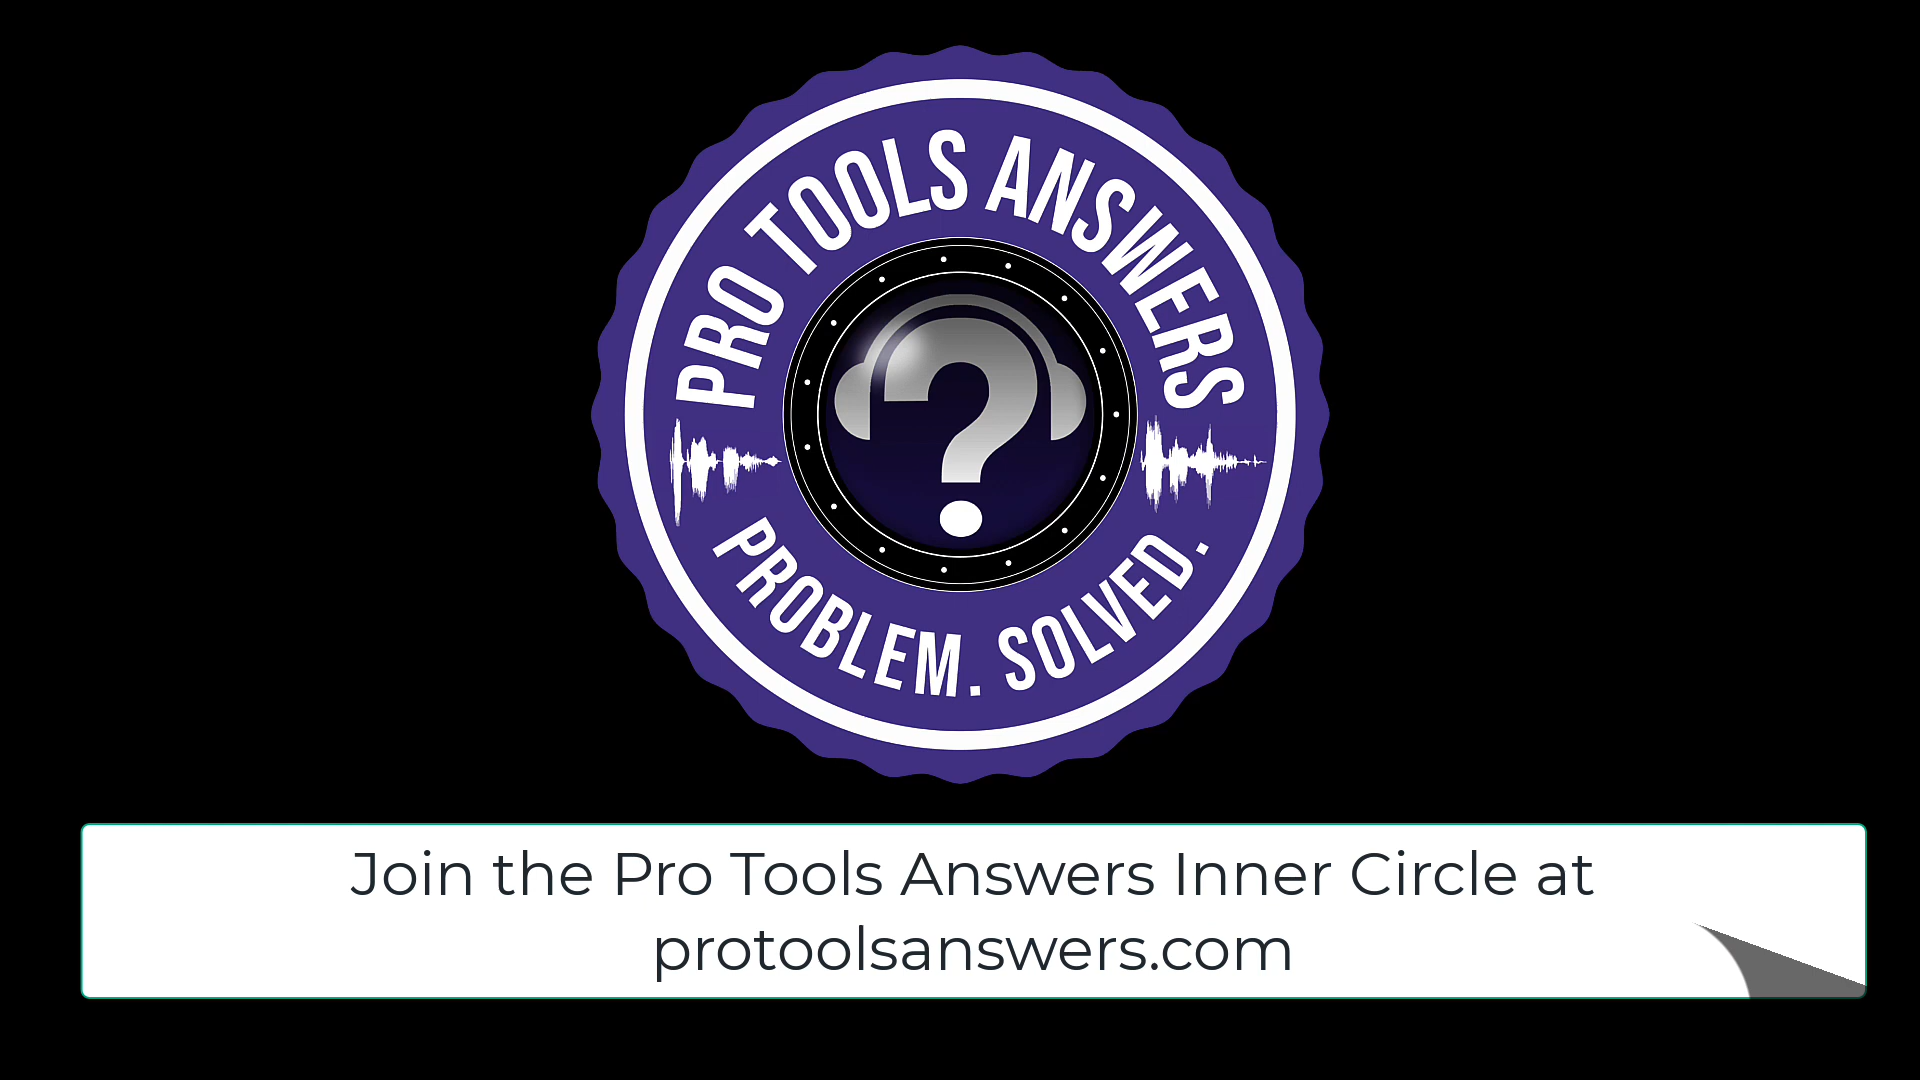 PRO TOOLS ANSWERS
PROBLEM. SOLVED.
Join the Pro Tools Answers Inner Circle at
protoolsanswers.com